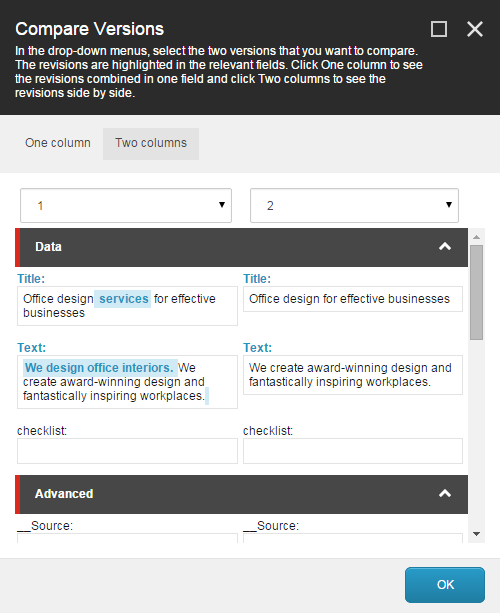 Compare Versions
In the drop-down menus, select the two versions that you want to compare.
The revisions are highlighted in the relevant fields. Click One column to see
the revisions combined in one field and click Two columns to see the
revisions side by side.
One column
Two columns
1
2
Data
Title:
Title:
Office design services for effective
businesses
Office design for effective businesses
Text:
Text:
We design office interiors. We
create award-winning design and
fantastically inspiring workplaces.
We create award-winning design and
fantastically inspiring workplaces.
checklist:
checklist:
Advanced
__Source:
__Source:
OK